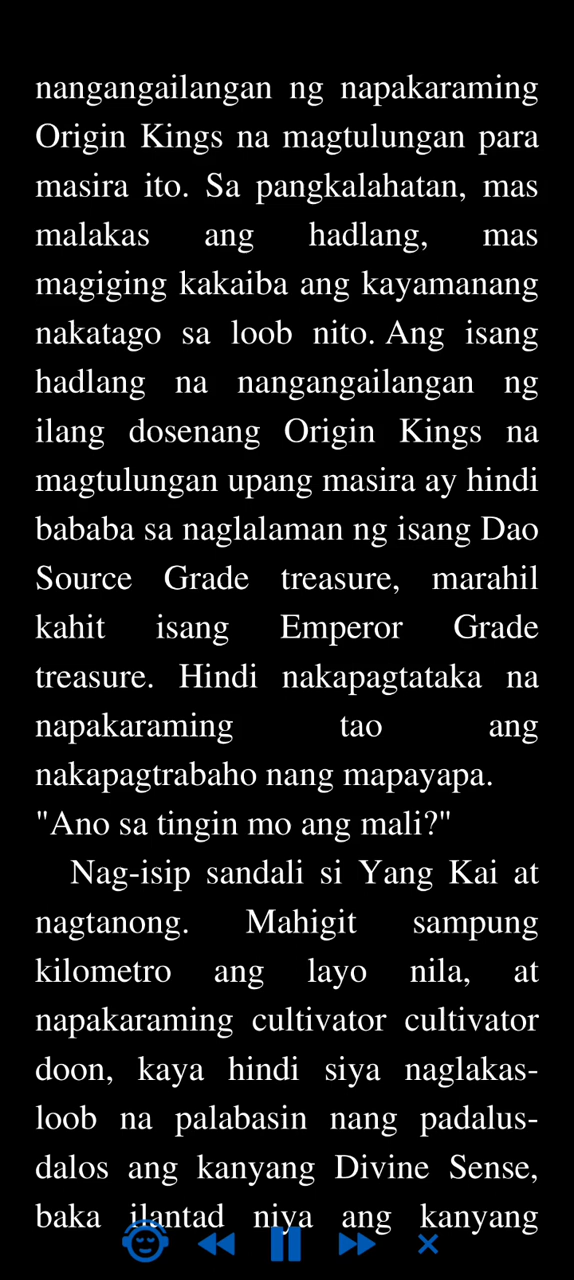 nangangailangan ng napakaraming
Origin Kings na magtulungan para
masira ito. Sa pangkalahatan, mas
malakas ang hadlang, mas
magiging kakaiba ang kayamanang
nakatago sa loob nito. Ang isang
hadlang na nangangailangan ng
ilang dosenang Origin Kings na
magtulungan upang masira ay hindi
bababa sa naglalaman ng isang Dao
Source Grade treasure, marahil
kahit isang Emperor Grade
treasure. Hindi nakapagtataka na
napakaraming tao ang
nakapagtrabaho nang mapayapa.
"Ano sa tingin mo ang mali?"
Nag-isip sandali si Yang Kai at
nagtanong. Mahigit sampung
kilometro ang layo nila, at
napakaraming cultivator cultivator
doon, kaya hindi siya naglakas-
loob na palabasin nang padalus-
dalos ang kanyang Divine Sense,
baka ilantad niya ang kanyang